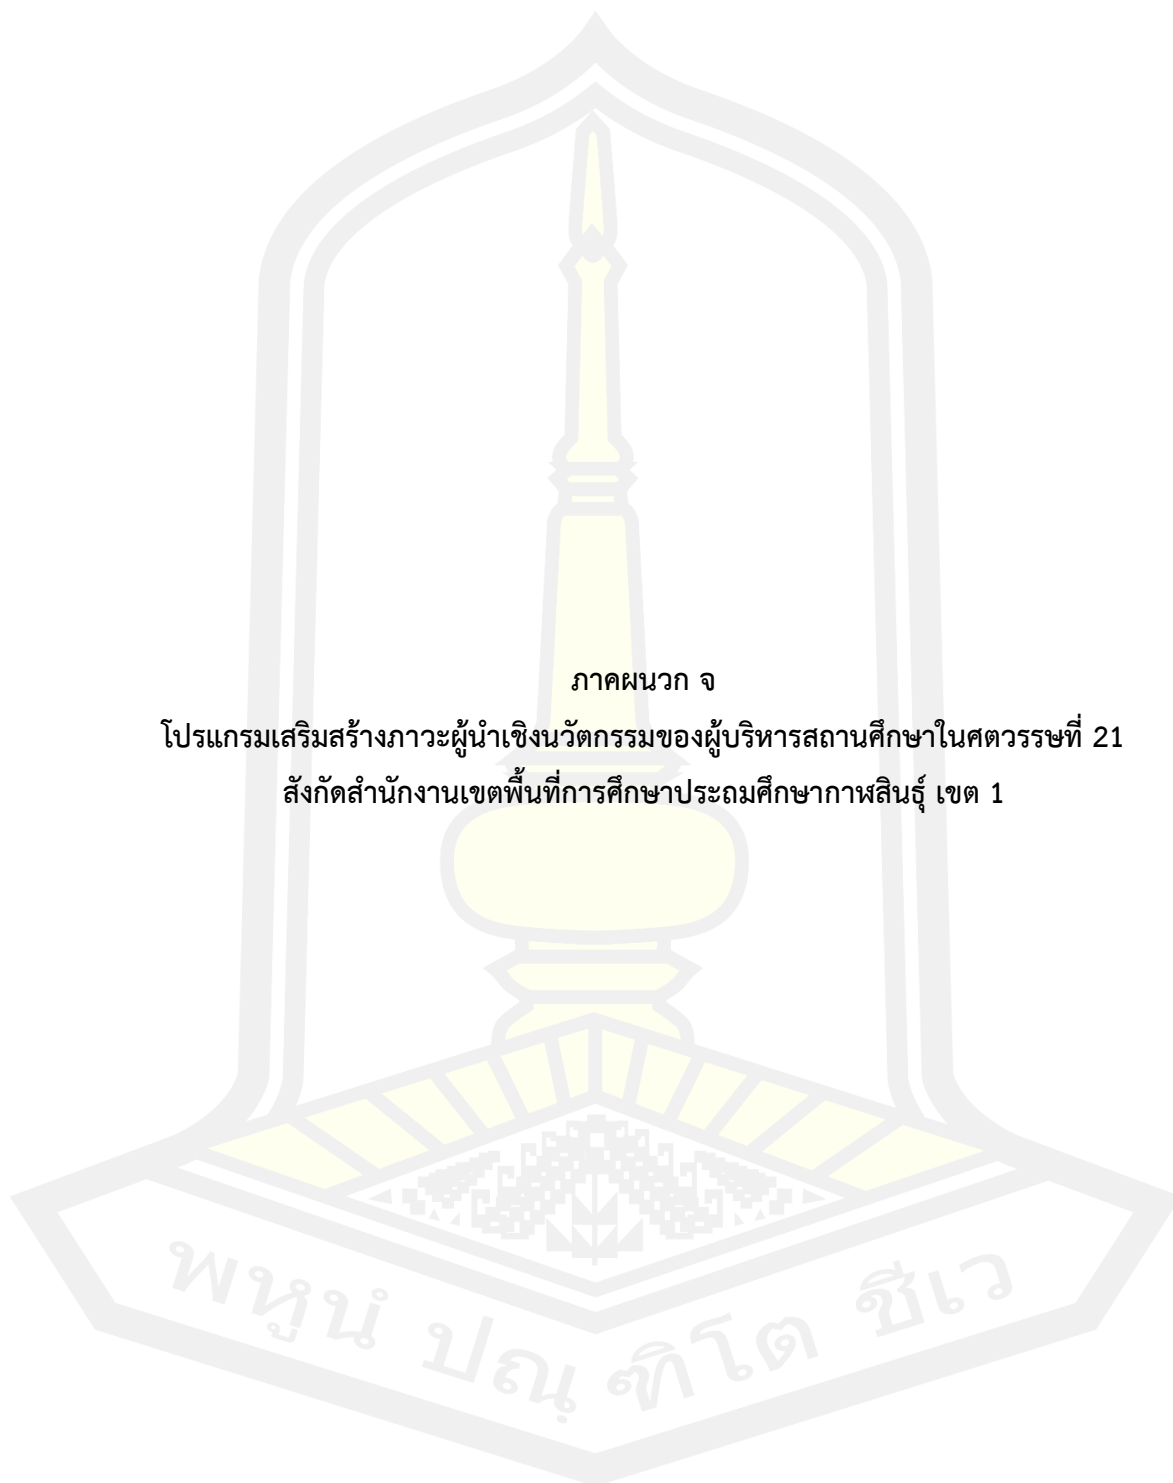 ภาคผนวก จ
โปรแกรมเสริมสร้างภาวะผู้นำเชิงนวัตกรรมของผู้บริหารสถานศึกษาในศตวรรษที่ 21
สังกัดสำนักงานเขตพื้นที่การศึกษาประถมศึกษากาฬสินธุ์ เขต 1
พหูนํ ปณฺฑิโต ชีเว